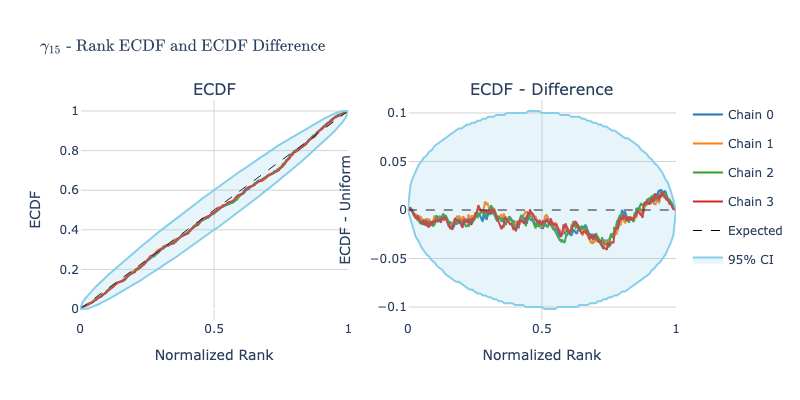 γ15 - Rank ECDF and ECDF Difference
ECDF
ECDF - Difference
ECDF
1
0.8
0.6
0.4
0.2
0
0
0.5
1
Normalized Rank
ECDF - Uniform
0.1
0.05
0
−0.05
−0.1
0
0.5
1
Normalized Rank
Chain 0
Chain 1
Chain 2
Chain 3
Expected
95% CI